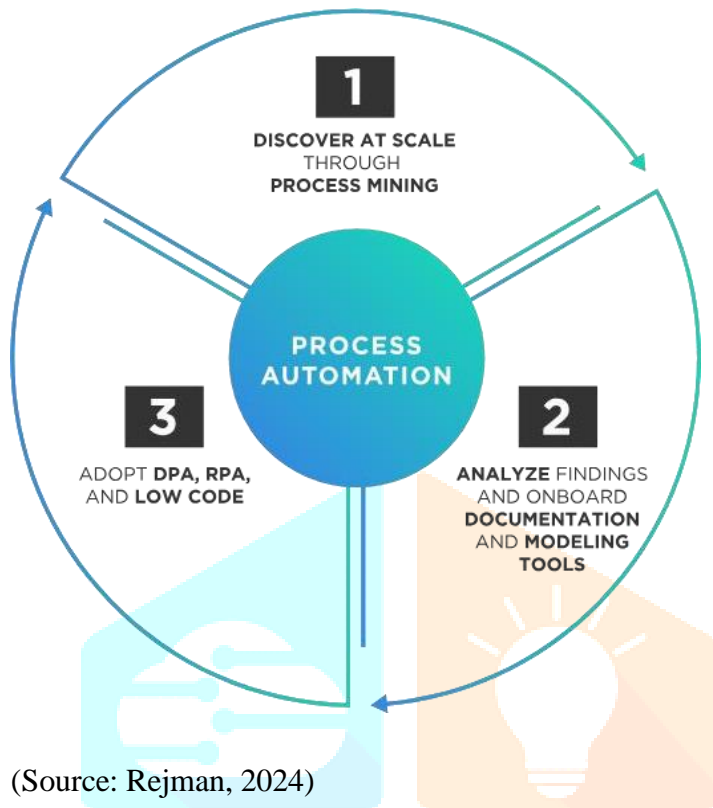 1
DISCOVER AT SCALE
THROUGH
PROCESS MINING
PROCESS
AUTOMATION
2
ANALYZE FINDINGS
AND ONBOARD
DOCUMENTATION
AND MODELING
TOOLS
3
ADOPT DPA, RPA,
AND LOW CODE
(Source: Rejman, 2024)